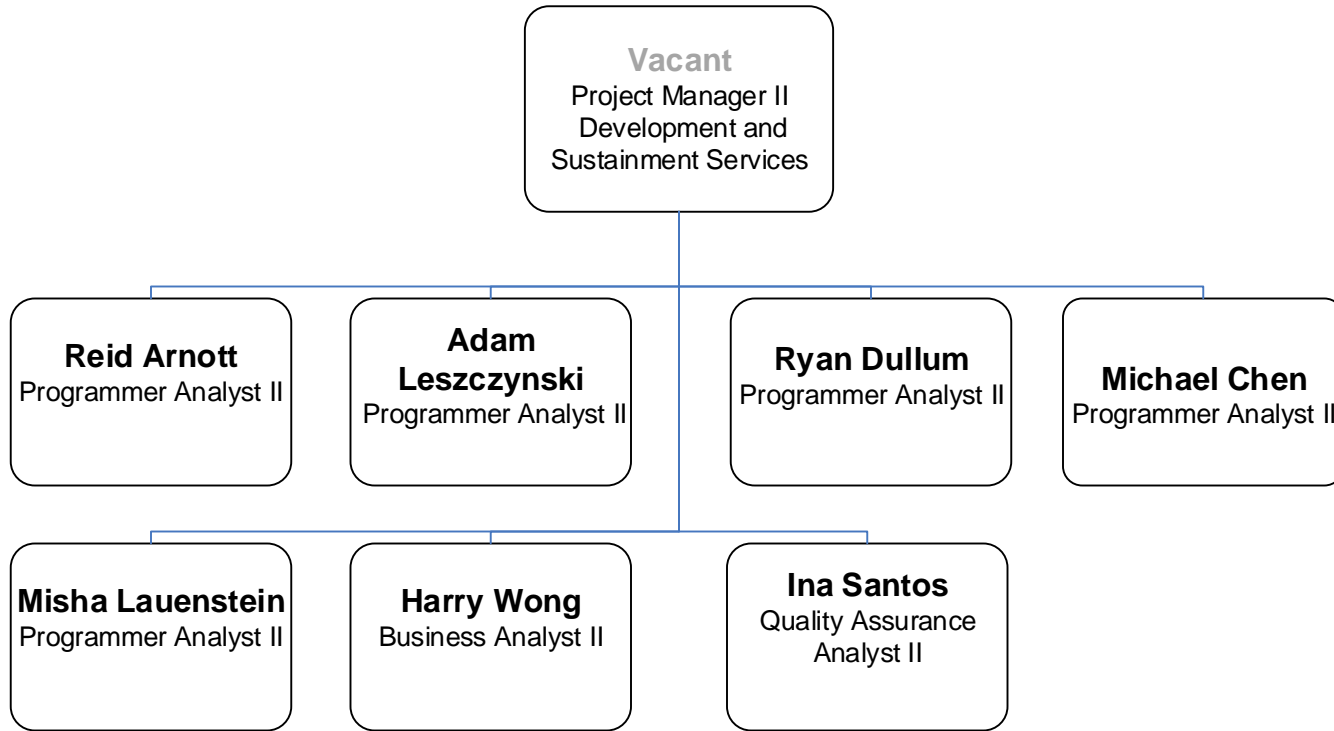 Vacant
Project Manager II
Development and
Sustainment Services
Reid Arnott
Programmer Analyst II
Adam
Leszczynski
Programmer Analyst II
Ryan Dullum
Programmer Analyst II
Michael Chen
Programmer Analyst II
Misha Lauenstein
Programmer Analyst II
Harry Wong
Business Analyst II
Ina Santos
Quality Assurance
Analyst II